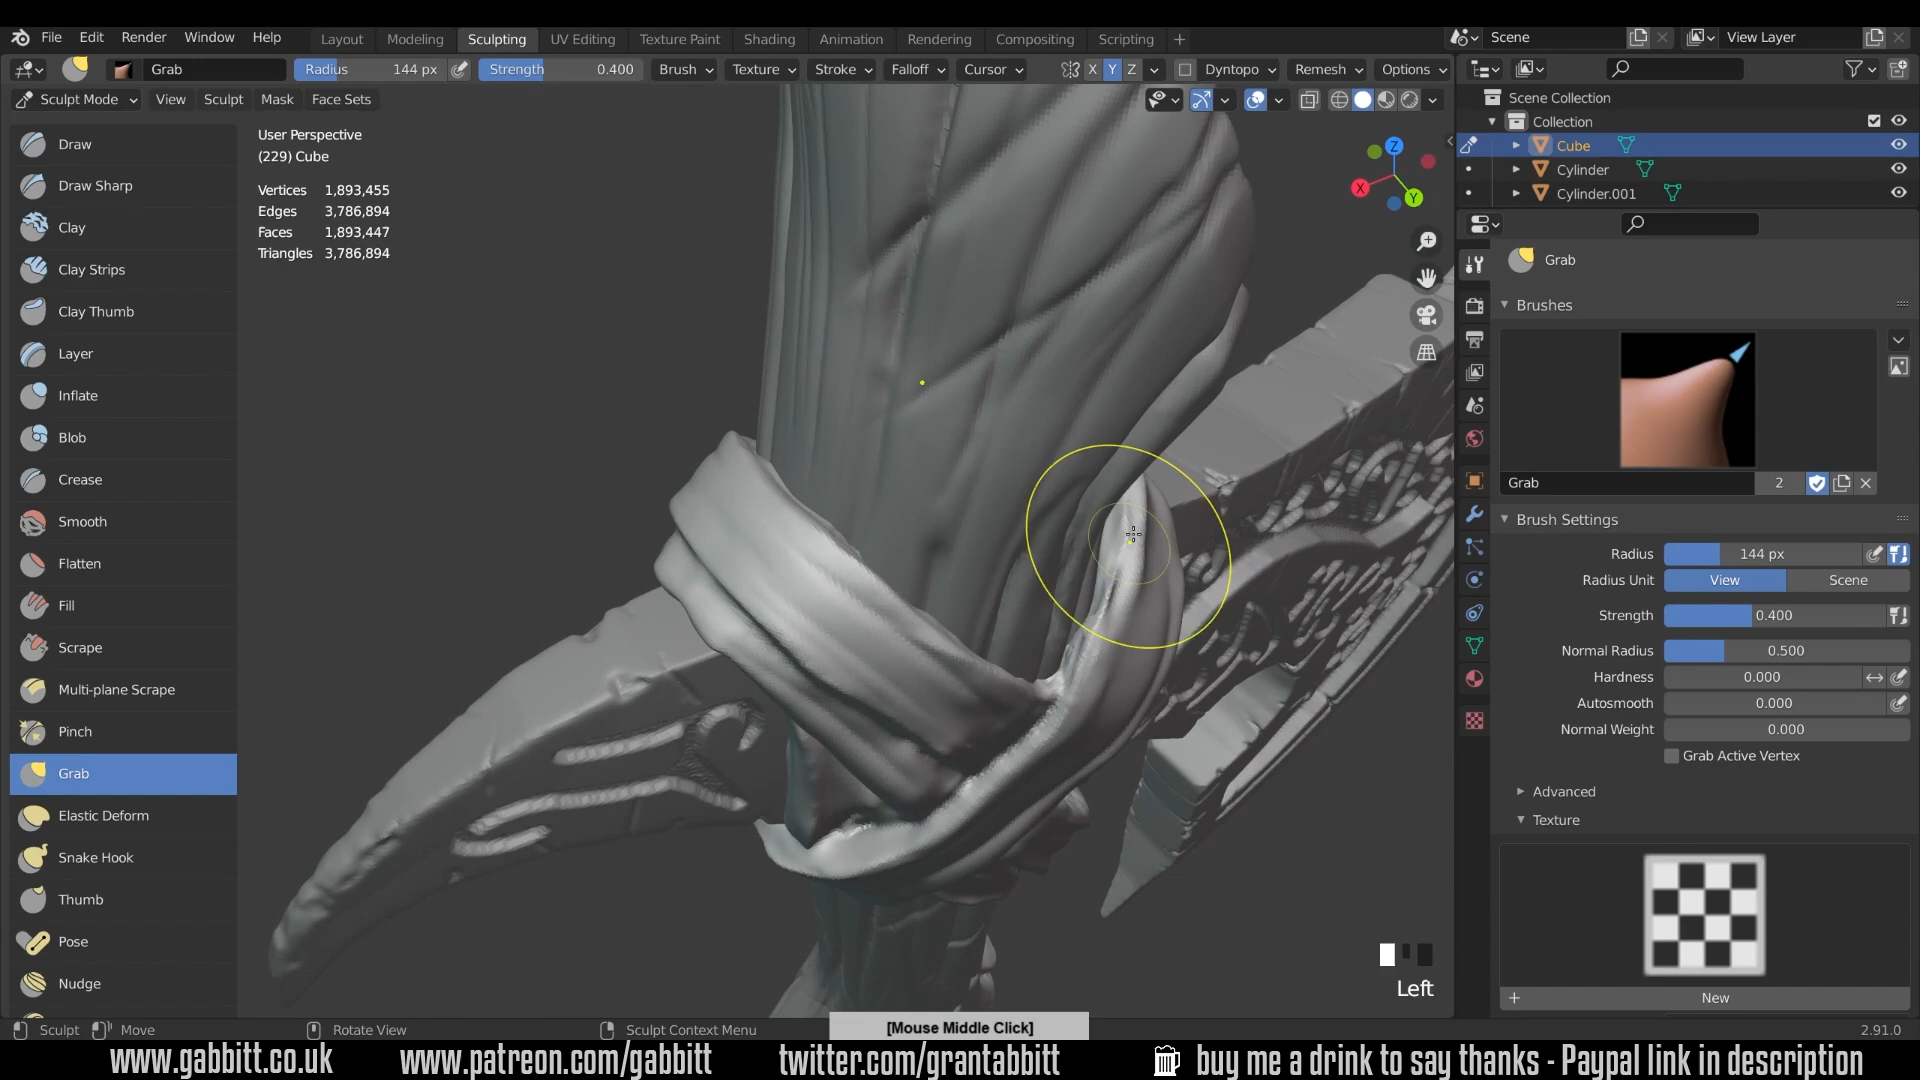 File Edit Render Window Help
Layout Modeling Sculpting UV Editing Texture Paint Shading Animation Rendering Compositing Scripting +
Scene
View Layer
Grab
Radius 144 px
Strength 0.400
Brush Texture Stroke Falloff Cursor
X Y Z
Dyntopo Remesh Options
Sculpt Mode View Sculpt Mask Face Sets
Scene Collection
Collection
Cube
Cylinder
Cylinder.001
User Perspective
(229) Cube
Vertices 1,893,455
Edges 3,786,894
Faces 1,893,447
Triangles 3,786,894
Z
X
Y
Draw
Draw Sharp
Clay
Clay Strips
Clay Thumb
Layer
Inflate
Blob
Crease
Smooth
Flatten
Fill
Scrape
Multi-plane Scrape
Pinch
Grab
Elastic Deform
Snake Hook
Thumb
Pose
Nudge
Grab
Brushes
Grab 2
Brush Settings
Radius 144 px
Radius Unit View Scene
Strength 0.400
Normal Radius 0.500
Hardness 0.000
Autosmooth 0.000
Normal Weight 0.000
Grab Active Vertex
Advanced
Texture
+ New
Left
Sculpt Move Rotate View Sculpt Context Menu
[Mouse Middle Click]
2.91.0
www.gabbitt.co.uk www.patreon.com/gabbitt twitter.com/grantabbitt buy me a drink to say thanks - Paypal link in description